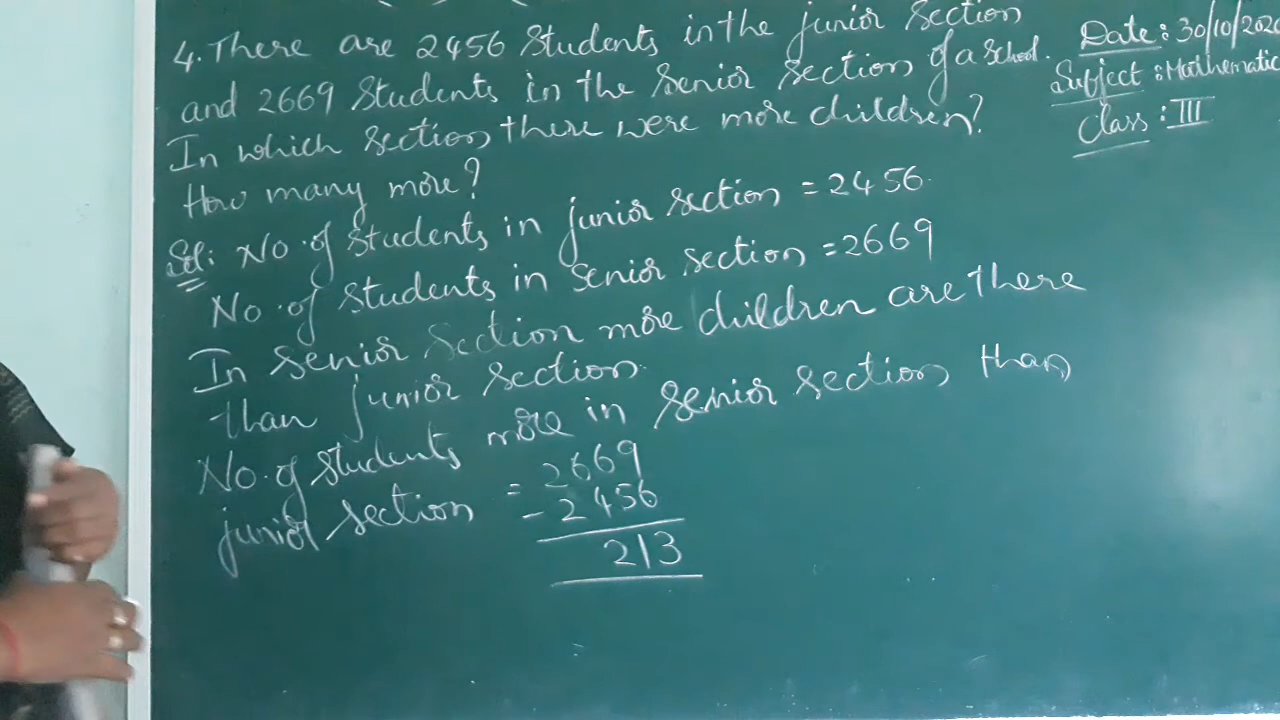 4. There are 2456 students in the junior section
and 2669 students in the senior section of a school.
In which section there were more children?
How many more?
Sol: No. of students in junior section = 2456.
No. of students in senior section = 2669
In senior section more children are there
than junior section.
No. of students more in senior section than
junior section = 2669
- 2456
213
Date: 30/10/2020
Subject: Mathematic
Class: III